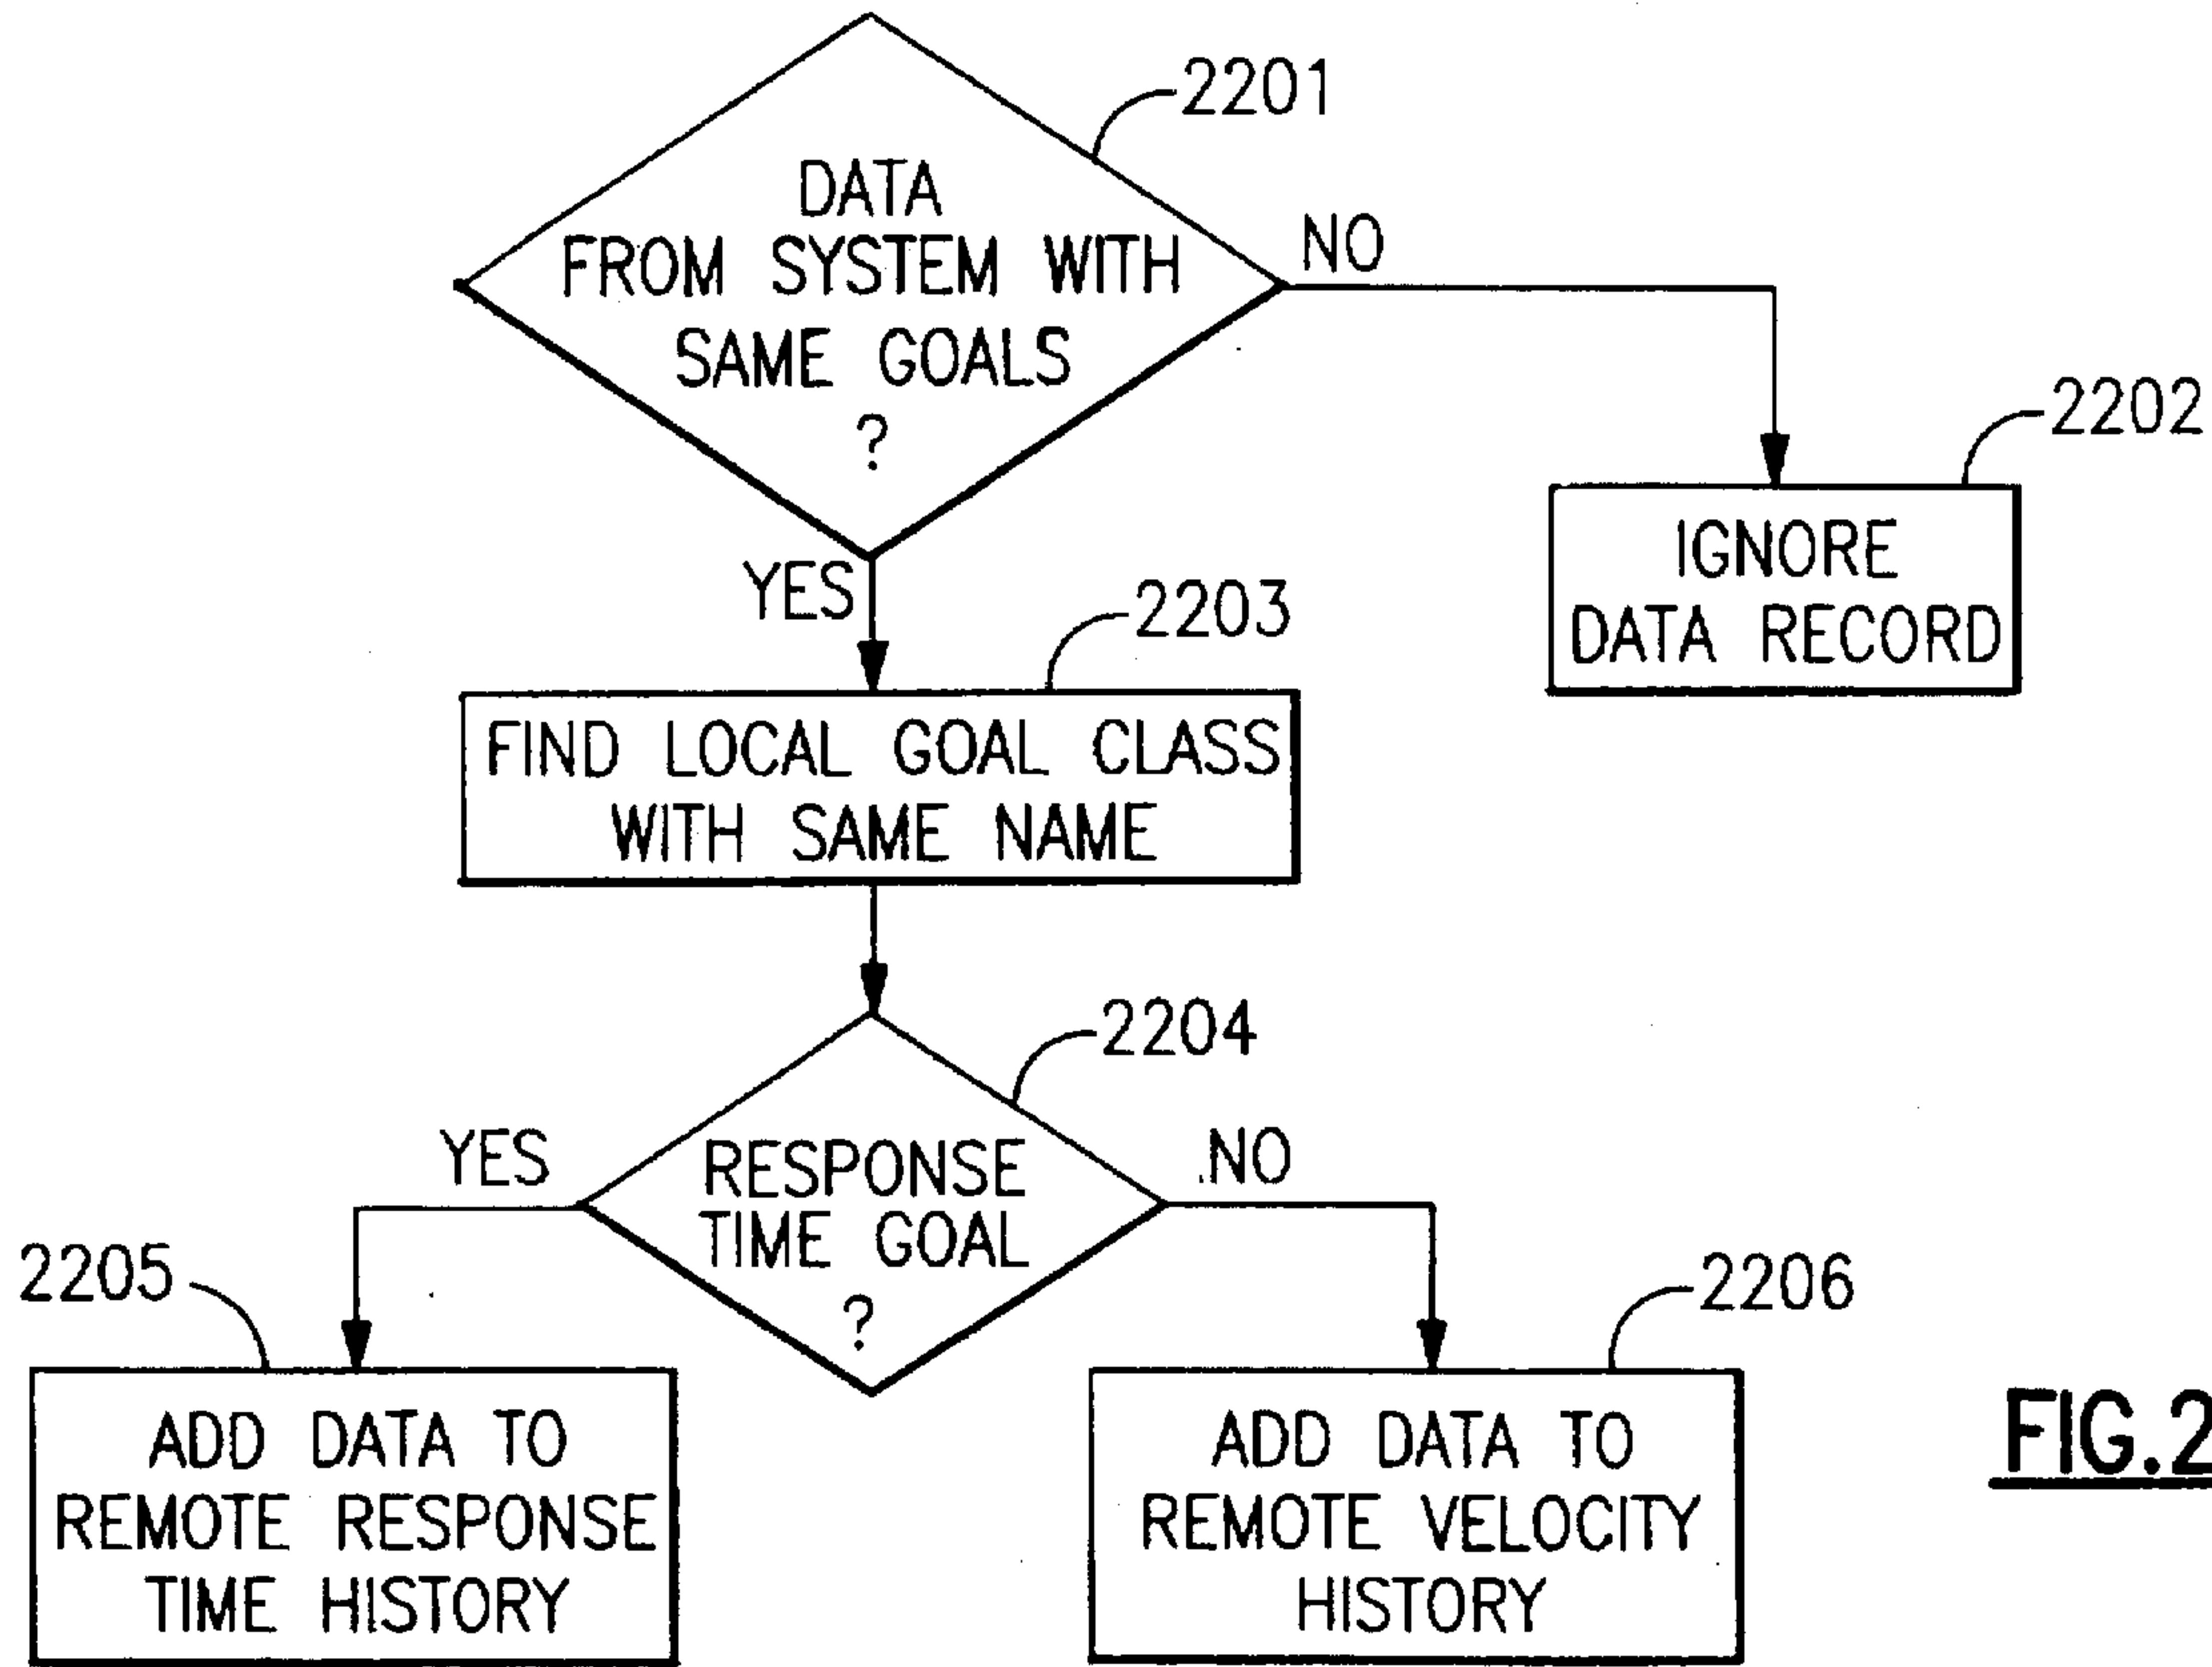 2201
DATA
FROM SYSTEM WITH
SAME GOALS
?
NO
2202
IGNORE
DATA RECORD
YES
2203
FIND LOCAL GOAL CLASS
WITH SAME NAME
2204
RESPONSE
TIME GOAL
?
YES
NO
2205
ADD DATA TO
REMOTE RESPONSE
TIME HISTORY
2206
ADD DATA TO
REMOTE VELOCITY
HISTORY
FIG.2